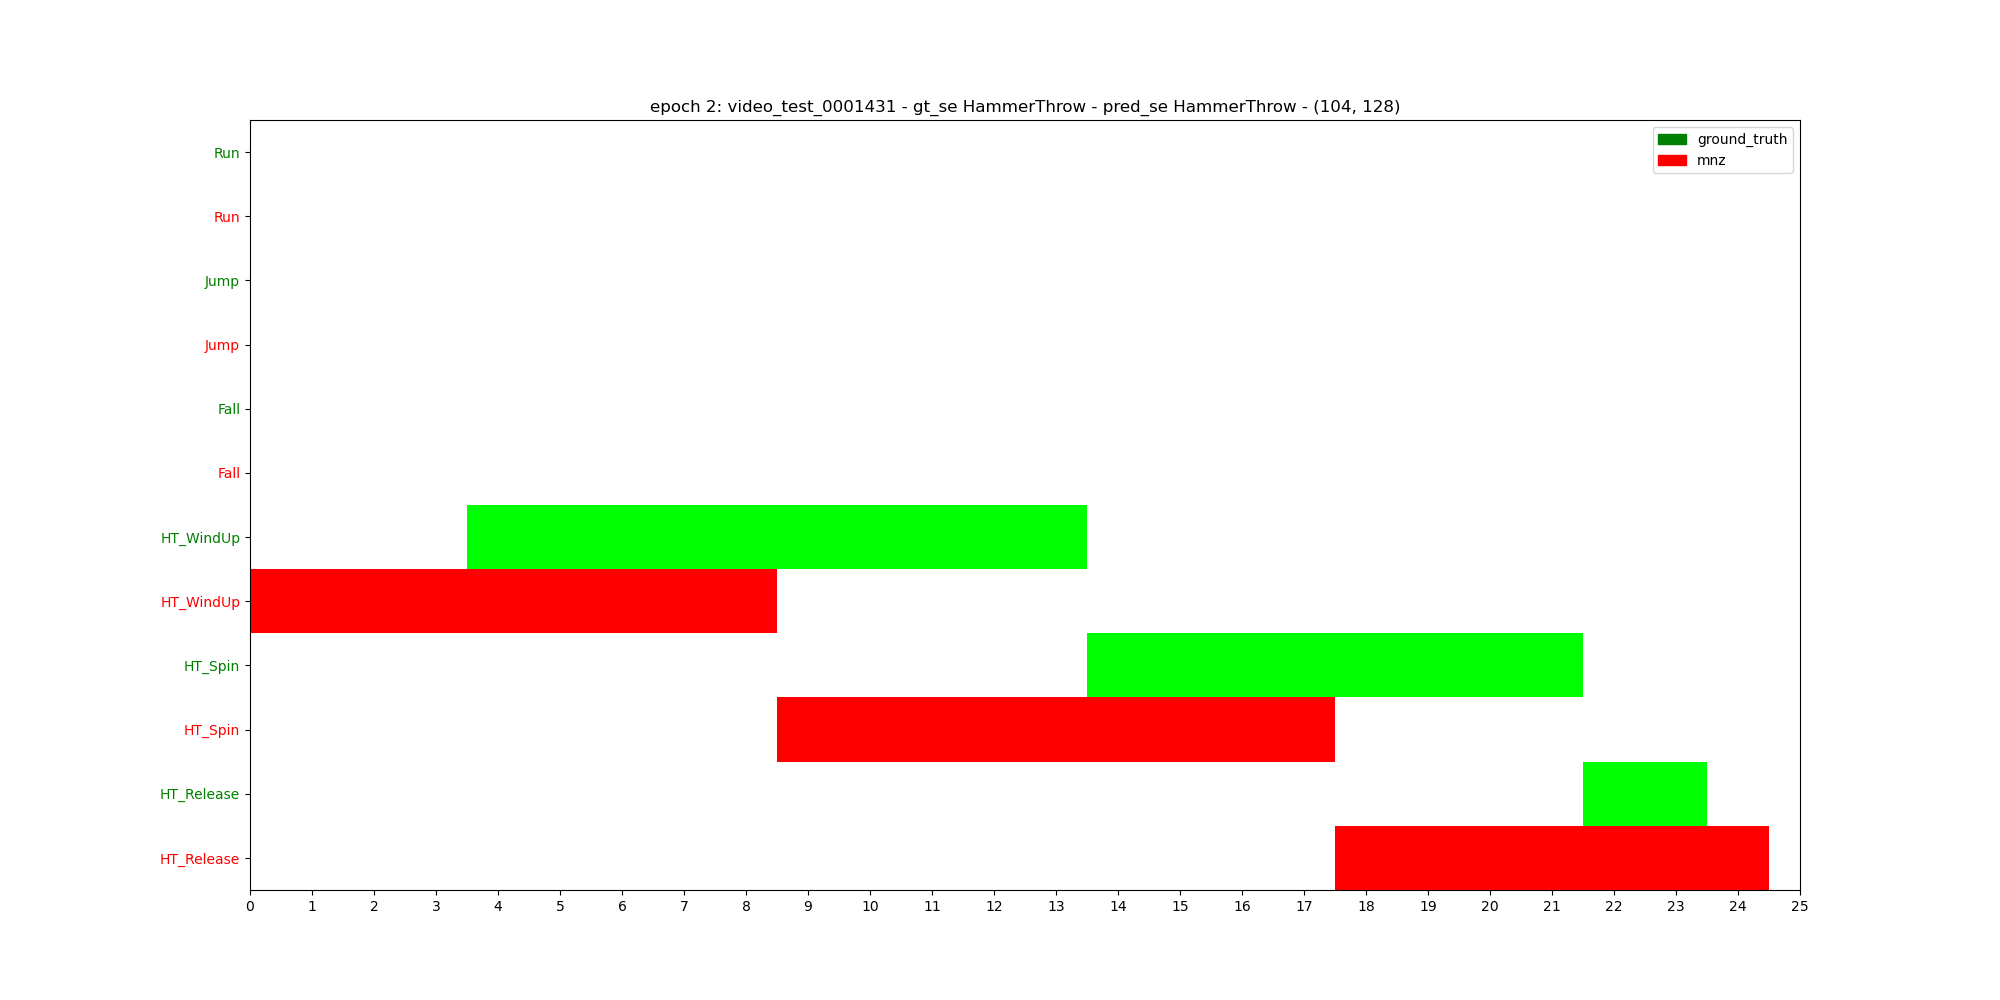 epoch 2: video_test_0001431 - gt_se HammerThrow - pred_se HammerThrow - (104, 128)
ground_truth
mnz
Run
Run
Jump
Jump
Fall
Fall
HT_WindUp
HT_WindUp
HT_Spin
HT_Spin
HT_Release
HT_Release
0 1 2 3 4 5 6 7 8 9 10 11 12 13 14 15 16 17 18 19 20 21 22 23 24 25